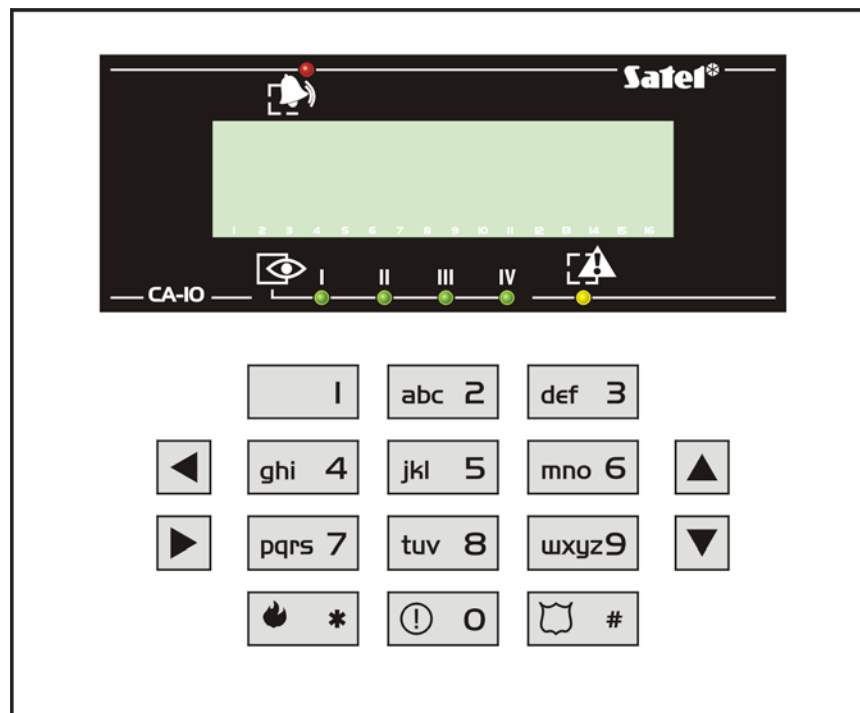 Satel
1 2 3 4 5 6 7 8 9 10 11 12 13 14 15 16
I II III IV
CA-10
1 abc 2 def 3
ghi 4 jkl 5 mno 6
pqrs 7 tuv 8 wxyz 9
* 0 #